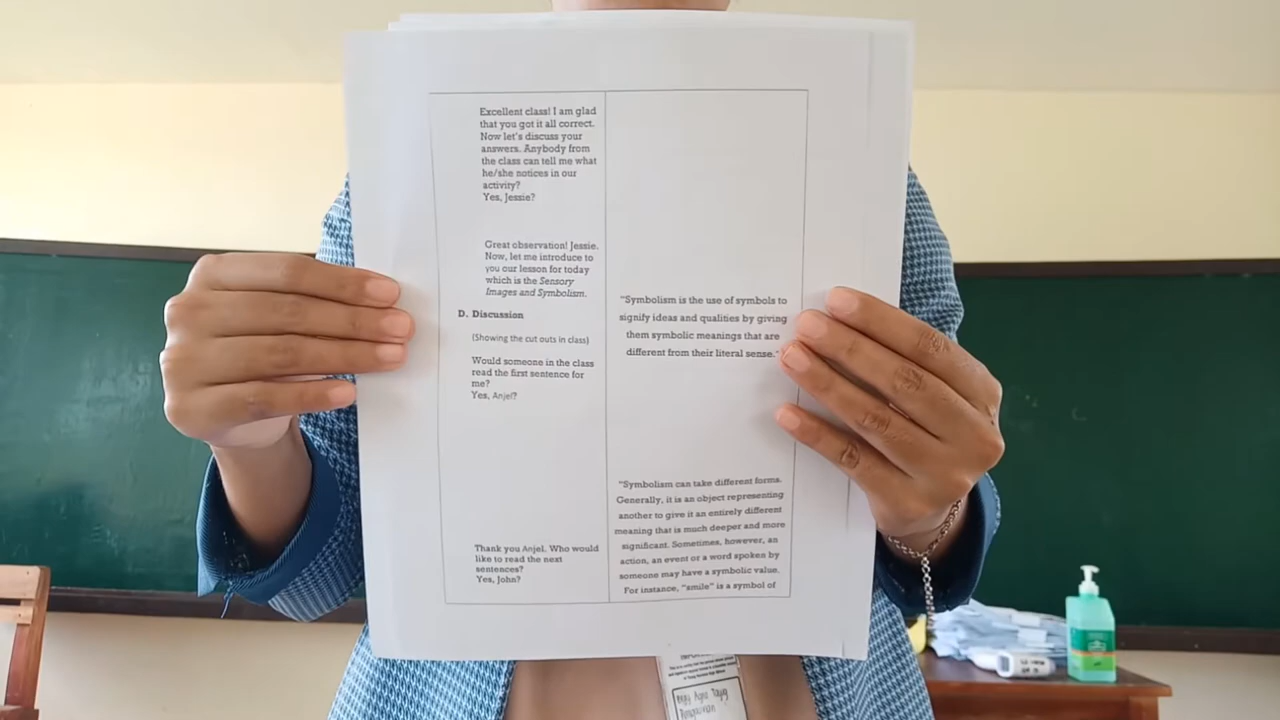 Excellent class! I am glad
that you got it all correct.
Now let's discuss your
answers. Anybody from
the class can tell me what
he/she notices in our
activity?
Yes, Jessie?
Great observation! Jessie.
Now, let me introduce to
you our lesson for today
which is the Sensory
Images and Symbolism.
D. Discussion
(Showing the cut outs in class)
Would someone in the class
read the first sentence for
me?
Yes, Anjel?
Thank you Anjel. Who would
like to read the next
sentences?
Yes, John?
"Symbolism is the use of symbols to
signify ideas and qualities by giving
them symbolic meanings that are
different from their literal sense."
"Symbolism can take different forms.
Generally, it is an object representing
another to give it an entirely different
meaning that is much deeper and more
significant. Sometimes, however, an
action, an event or a word spoken by
someone may have a symbolic value.
For instance, "smile" is a symbol of